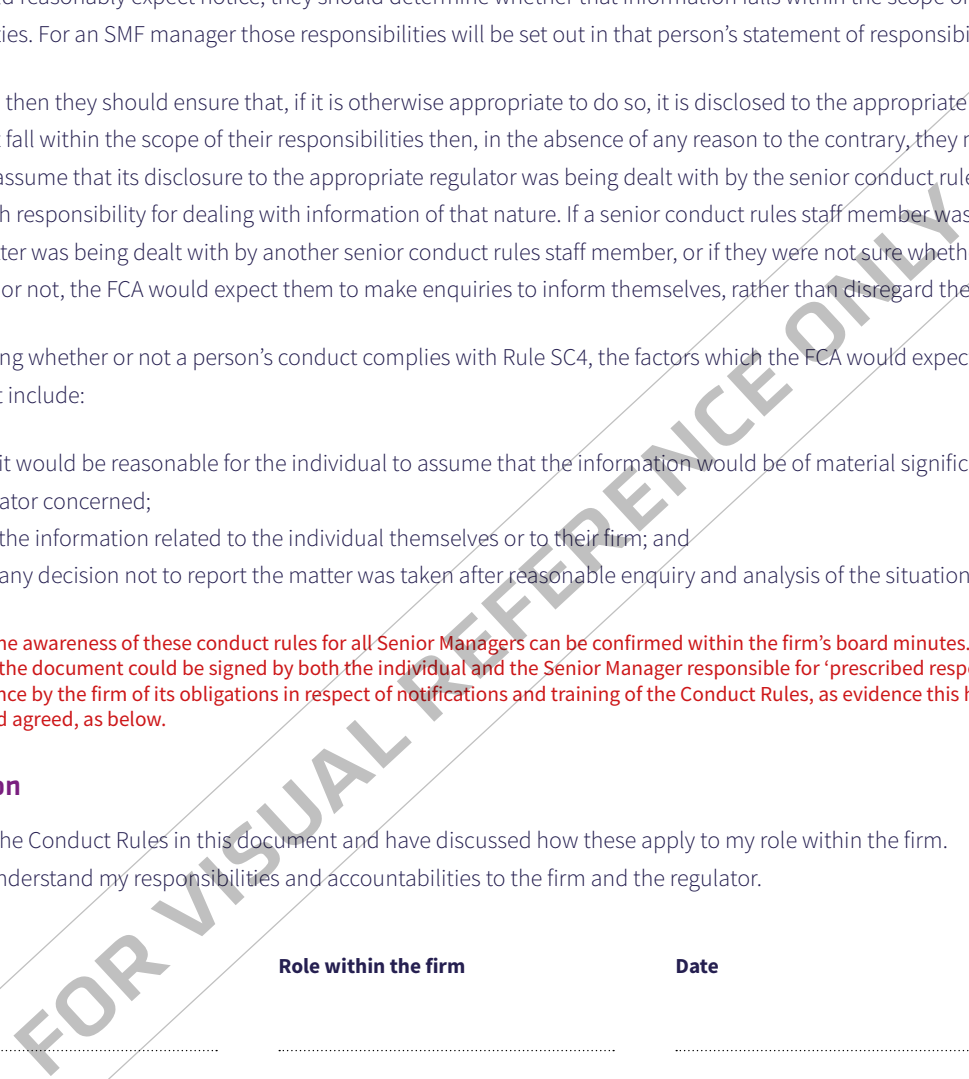 d reasonably expect notice, they should determine whether that information falls within the scope of
ties. For an SMF manager those responsibilities will be set out in that person’s statement of responsibi
then they should ensure that, if it is otherwise appropriate to do so, it is disclosed to the appropriate
t fall within the scope of their responsibilities then, in the absence of any reason to the contrary, they
assume that its disclosure to the appropriate regulator was being dealt with by the senior conduct rule
h responsibility for dealing with information of that nature. If a senior conduct rules staff member was
ter was being dealt with by another senior conduct rules staff member, or if they were not sure wheth
or not, the FCA would expect them to make enquiries to inform themselves, rather than disregard the
ng whether or not a person’s conduct complies with Rule SC4, the factors which the FCA would expec
t include:
it would be reasonable for the individual to assume that the information would be of material signific
ator concerned;
the information related to the individual themselves or to their firm; and
any decision not to report the matter was taken after reasonable enquiry and analysis of the situation
he awareness of these conduct rules for all Senior Managers can be confirmed within the firm’s board minutes.
the document could be signed by both the individual and the Senior Manager responsible for ‘prescribed resp
nce by the firm of its obligations in respect of notifications and training of the Conduct Rules, as evidence this h
d agreed, as below.
on
he Conduct Rules in this document and have discussed how these apply to my role within the firm.
nderstand my responsibilities and accountabilities to the firm and the regulator.
Role within the firm Date
FOR VISUAL REFERENCE ONLY